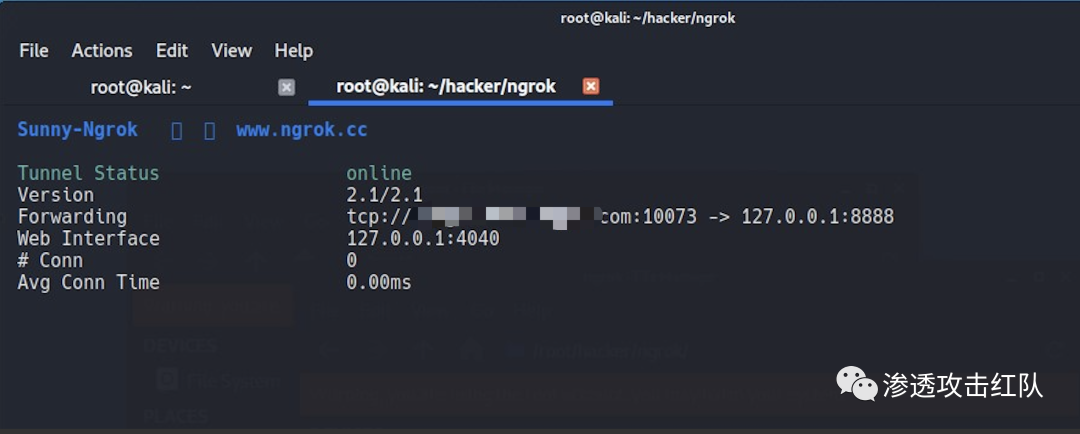 root@kali: ~/hacker/ngrok
File Actions Edit View Help
root@kali: ~ root@kali: ~/hacker/ngrok
Sunny-Ngrok www.ngrok.cc
Tunnel Status online
Version 2.1/2.1
Forwarding tcp:// com:10073 -> 127.0.0.1:8888
Web Interface 127.0.0.1:4040
# Conn 0
Avg Conn Time 0.00ms
DEVICES
File System
PLACES
渗透攻击红队